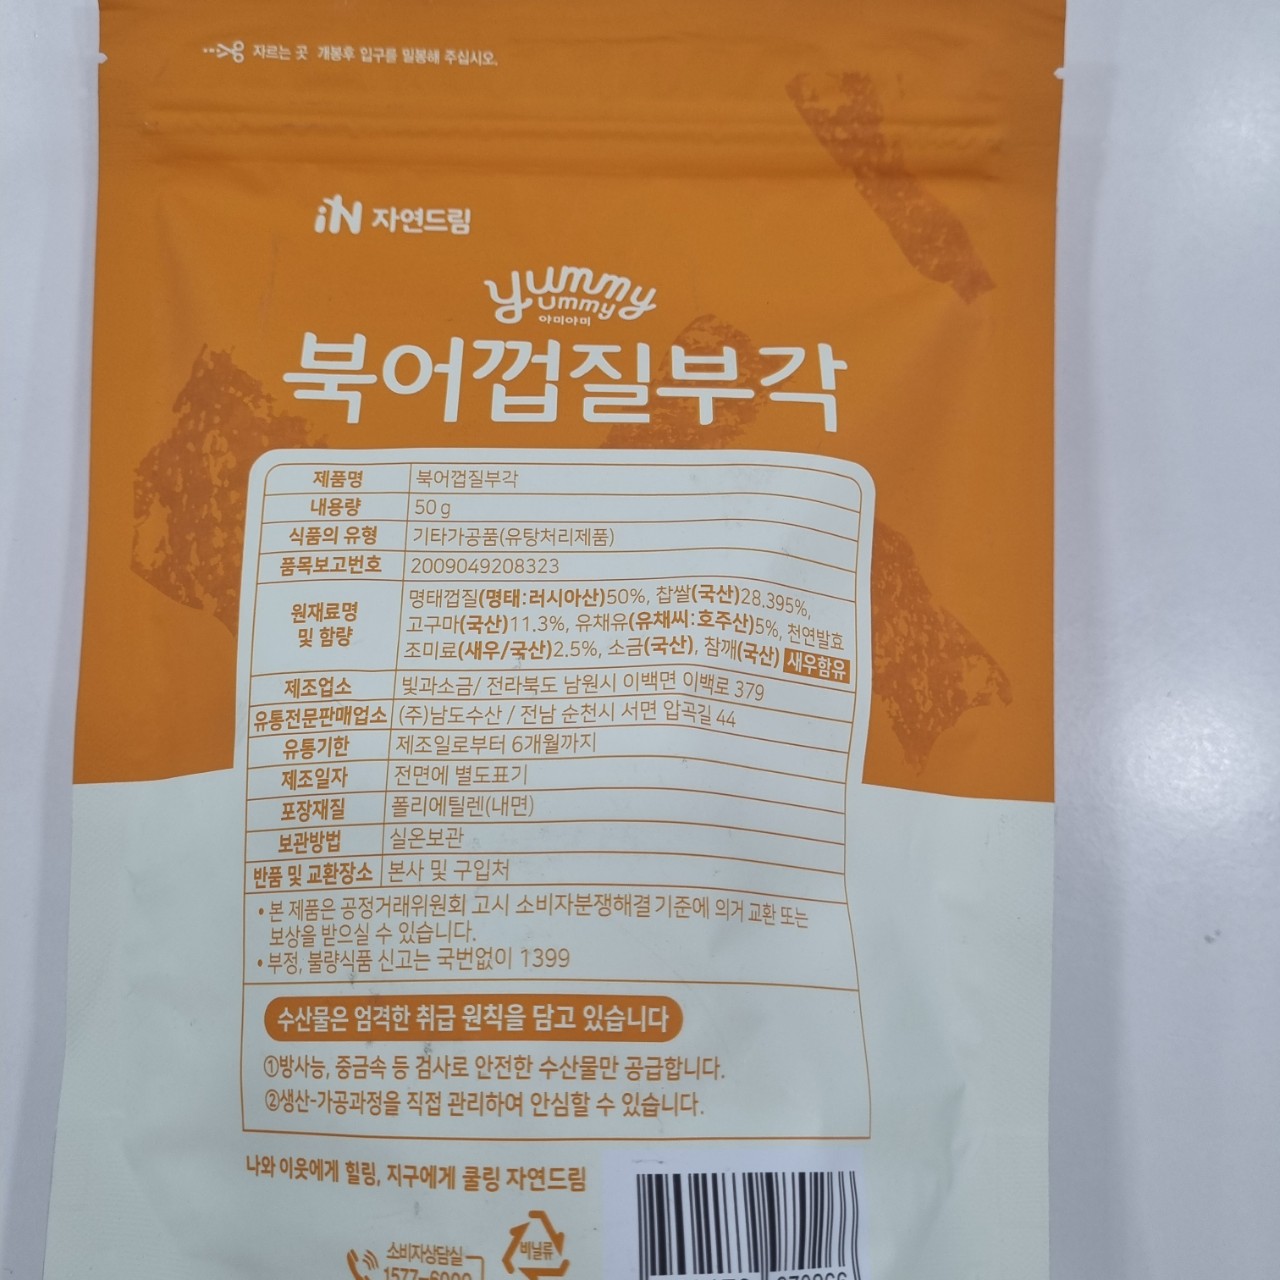 자르는 곳 개봉후 입구를 밀봉해 주십시오.
iN 자연드림
yummy
ummy
야미야미
북어껍질부각
제품명 북어껍질부각
내용량 50 g
식품의 유형 기타가공품(유탕처리제품)
품목보고번호 2009049208323
원재료명 및 함량 명태껍질(명태:러시아산)50%, 찹쌀(국산)28.395%,
고구마(국산)11.3%, 유채유(유채씨:호주산)5%, 천연발효
조미료(새우/국산)2.5%, 소금(국산), 참깨(국산) 새우함유
제조업소 빛과소금/ 전라북도 남원시 이백면 이백로 379
유통전문판매업소 (주)남도수산 / 전남 순천시 서면 압곡길 44
유통기한 제조일로부터 6개월까지
제조일자 전면에 별도표기
포장재질 폴리에틸렌(내면)
보관방법 실온보관
반품 및 교환장소 본사 및 구입처
• 본 제품은 공정거래위원회 고시 소비자분쟁해결 기준에 의거 교환 또는
보상을 받으실 수 있습니다.
• 부정, 불량식품 신고는 국번없이 1399
수산물은 엄격한 취급 원칙을 담고 있습니다
①방사능, 중금속 등 검사로 안전한 수산물만 공급합니다.
②생산-가공과정을 직접 관리하여 안심할 수 있습니다.
나와 이웃에게 힐링, 지구에게 쿨링 자연드림
비닐류
소비자상담실